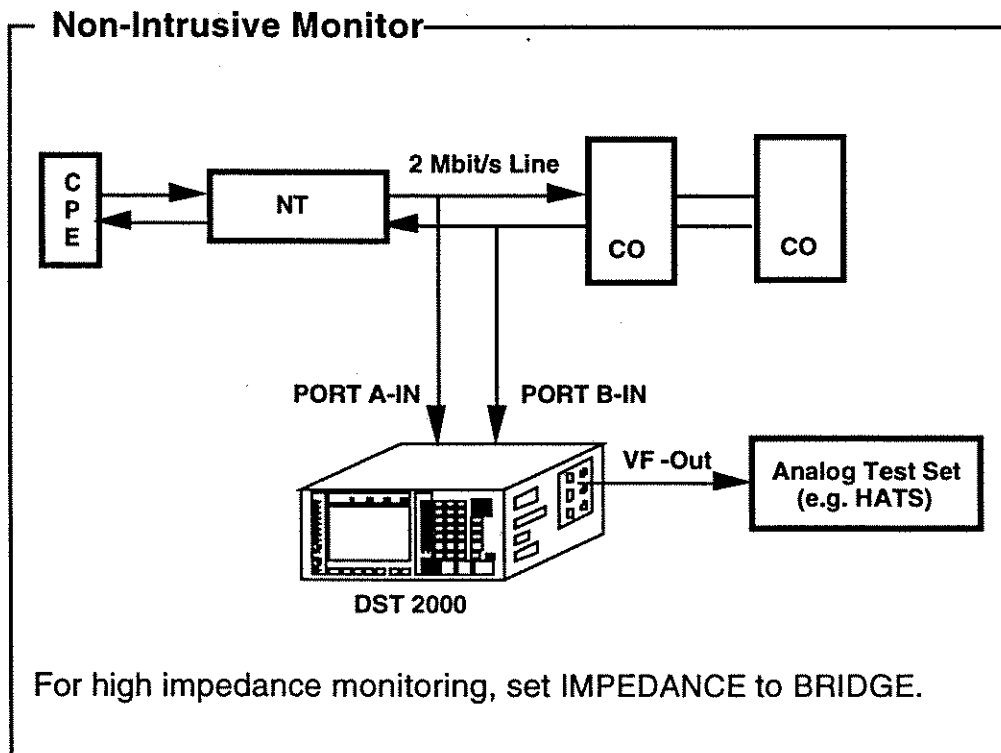 Non-Intrusive Monitor
C
P
E
NT
2 Mbit/s Line
CO
CO
PORT A-IN
PORT B-IN
VF -Out
Analog Test Set
(e.g. HATS)
DST 2000
For high impedance monitoring, set IMPEDANCE to BRIDGE.